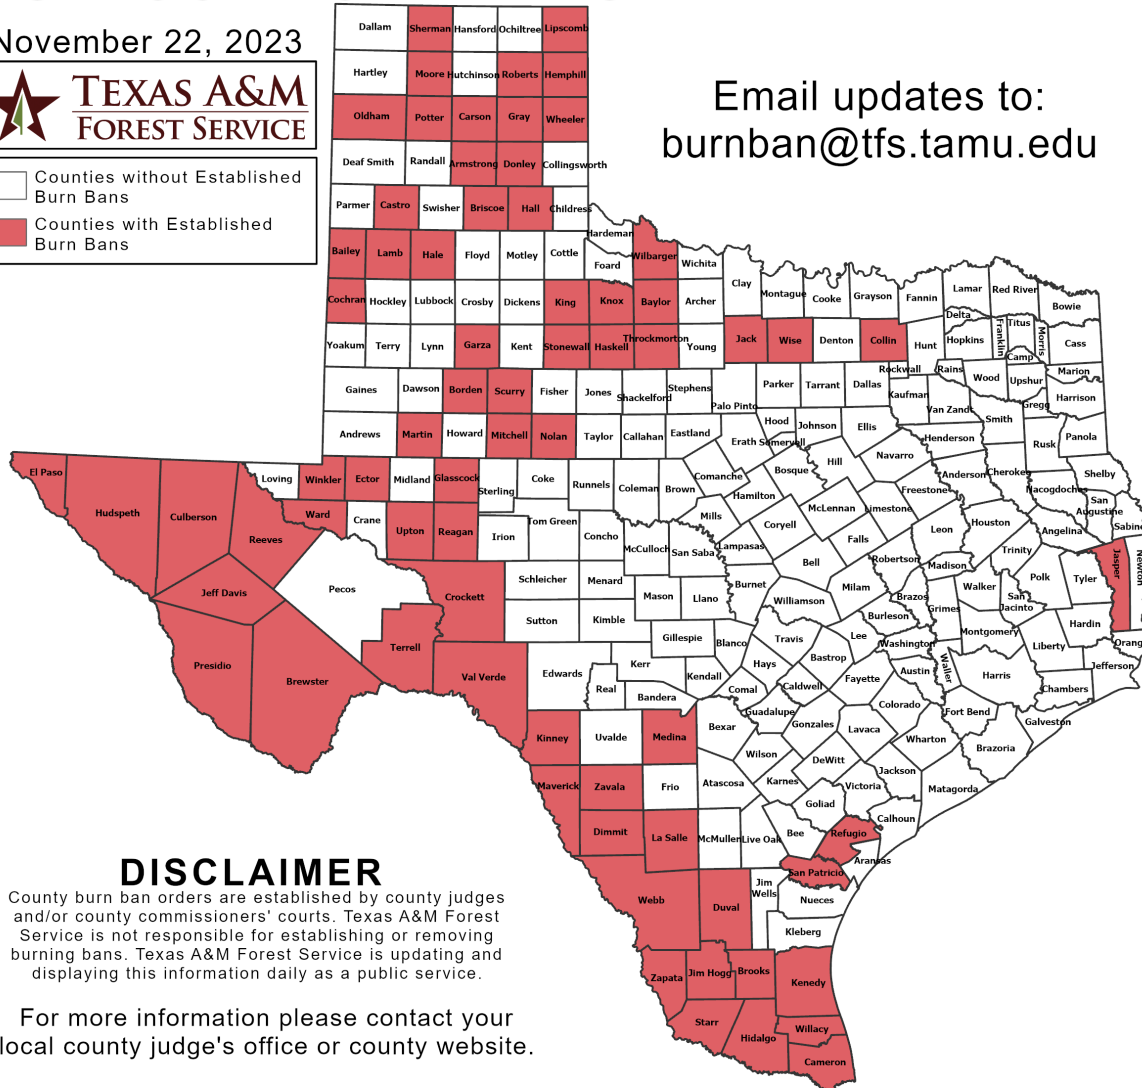 November 22, 2023
TEXAS A&M
FOREST SERVICE
Counties without Established
Burn Bans
Counties with Established
Burn Bans
Email updates to:
burnban@tfs.tamu.edu
Dallam Sherman Hansford Ochiltree Lipscomb
Hartley Moore Hutchinson Roberts Hemphill
Oldham Potter Carson Gray Wheeler
Deaf Smith Randall Armstrong Donley Collingsworth
Parmer Castro Swisher Briscoe Hall Childress
Hardeman
Bailey Lamb Hale Floyd Motley Cottle Foard Wilbarger Wichita
Clay Montague Cooke Grayson Fannin Lamar Red River Bowie
Cochran Hockley Lubbock Crosby Dickens King Knox Baylor Archer
Delta Titus Franklin Morris
Yoakum Terry Lynn Garza Kent Stonewall Haskell Throckmorton Young Jack Wise Denton Collin Hunt Hopkins Camp Cass
Rockwall Rains Wood Upshur Marion
Gaines Dawson Borden Scurry Fisher Jones Shackelford Stephens Palo Pinto Parker Tarrant Dallas Kaufman Van Zandt Smith Gregg Harrison
Andrews Martin Howard Mitchell Nolan Taylor Callahan Eastland Erath Hood Somervell Johnson Ellis Henderson Rusk Panola
El Paso Loving Winkler Ector Midland Glasscock Sterling Coke Runnels Coleman Brown Comanche Hamilton Bosque Hill Navarro Freestone Anderson Cherokee Nacogdoches Shelby
San
Augustine
Sabine
Hudspeth Culberson Reeves Ward Crane Upton Reagan Irion Tom Green Concho McCulloch San Saba Mills Lampasas Coryell McLennan Limestone Falls Leon Houston Angelina
Jeff Davis Pecos Crockett Schleicher Menard Mason Llano Burnet Bell Milam Robertson Madison Trinity Walker Polk Tyler Jasper Newton
San
Jacinto
Sutton Kimble Williamson Burleson Brazos Grimes Montgomery Hardin
Presidio Brewster Terrell Val Verde Edwards Gillespie Blanco Travis Lee Washington Liberty Orang
Kerr Kendall Hays Bastrop Fayette Austin Waller Harris Chambers Jefferson
Real Bandera Comal Caldwell Guadalupe Colorado Fort Bend Galveston
Kinney Uvalde Medina Bexar Gonzales Lavaca Wharton Brazoria
Maverick Zavala Frio Atascosa Wilson Karnes DeWitt Victoria Jackson Matagorda
Dimmit La Salle McMullen Live Oak Bee Goliad Refugio Calhoun
Aransas
San Patricio
Webb Duval
Jim
Wells
Nueces
Kleberg
Zapata Jim Hogg Brooks Kenedy
Starr Hidalgo Willacy
Cameron
DISCLAIMER
County burn ban orders are established by county judges
and/or county commissioners' courts. Texas A&M Forest
Service is not responsible for establishing or removing
burning bans. Texas A&M Forest Service is updating and
displaying this information daily as a public service.
For more information please contact your
local county judge's office or county website.